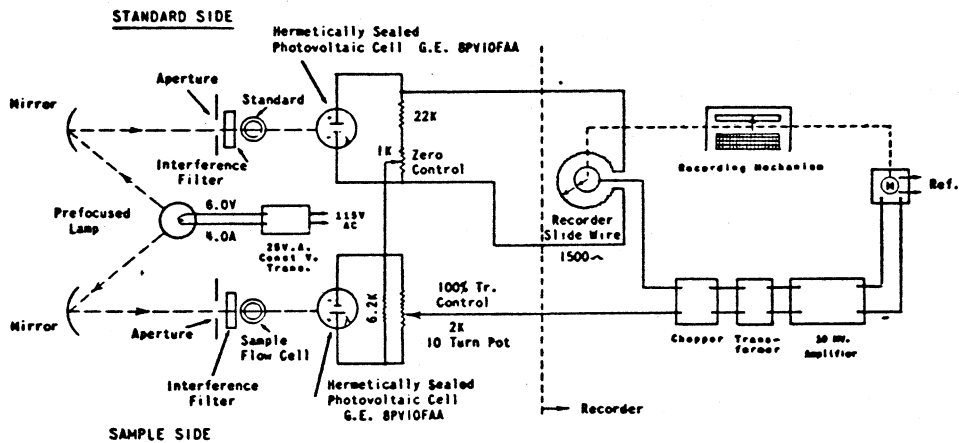 STANDARD SIDE
Hermetically Sealed
Photovoltaic Cell G.E. 8PV10FAA
Aperture
Standard
Mirror
22K
1K
Zero
Control
Interference
Filter
Recording Mechanism
M
Ref.
Prefocused
Lamp
6.0V
4.0A
115V
AC
25V.A.
Const V.
Trans.
Recorder
Slide Wire
1500~
100% Tr.
Control
6.2K
2K
10 Turn Pot
Mirror
Aperture
Sample
Flow Cell
Chopper
Trans-
former
Amplifier
Interference
Filter
Hermetically Sealed
Photovoltaic Cell
G.E. 8PV10FAA
Recorder
SAMPLE SIDE